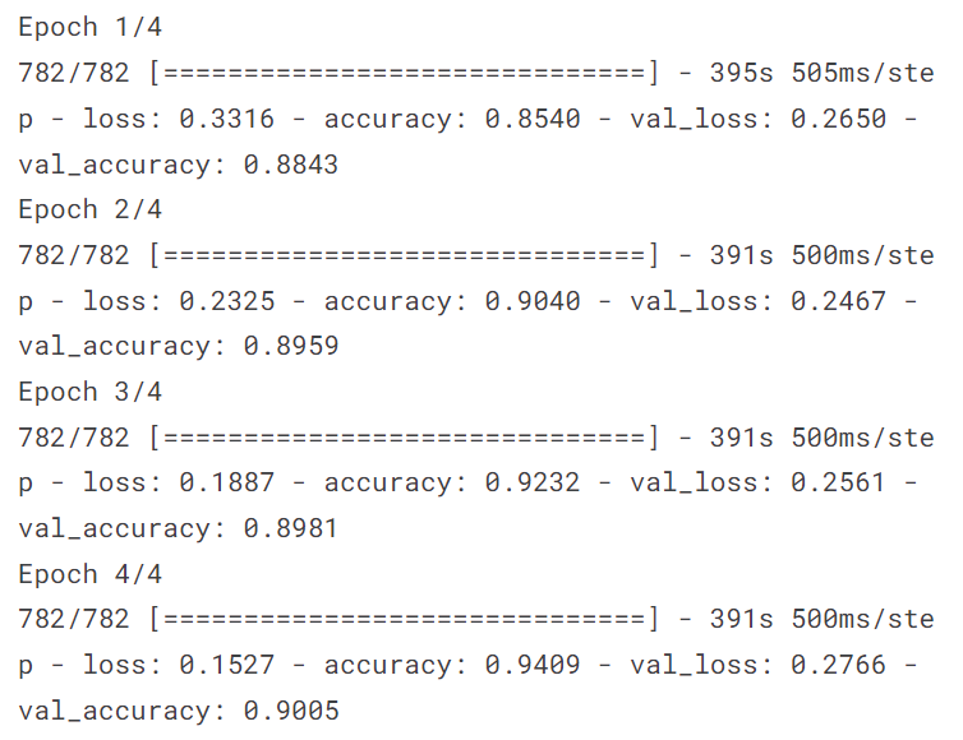 Epoch 1/4
782/782 [==============================] - 395s 505ms/ste
p - loss: 0.3316 - accuracy: 0.8540 - val_loss: 0.2650 -
val_accuracy: 0.8843
Epoch 2/4
782/782 [==============================] - 391s 500ms/ste
p - loss: 0.2325 - accuracy: 0.9040 - val_loss: 0.2467 -
val_accuracy: 0.8959
Epoch 3/4
782/782 [==============================] - 391s 500ms/ste
p - loss: 0.1887 - accuracy: 0.9232 - val_loss: 0.2561 -
val_accuracy: 0.8981
Epoch 4/4
782/782 [==============================] - 391s 500ms/ste
p - loss: 0.1527 - accuracy: 0.9409 - val_loss: 0.2766 -
val_accuracy: 0.9005